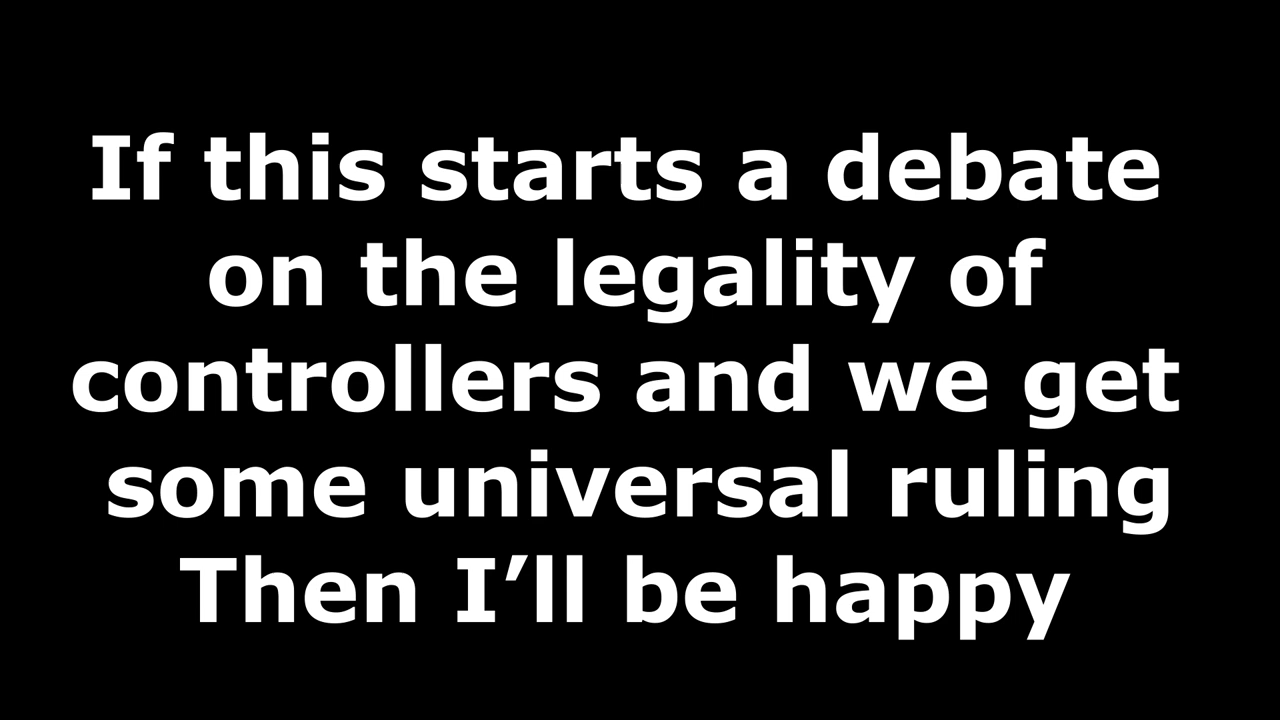 If this starts a debate
on the legality of
controllers and we get
some universal ruling
Then I’ll be happy